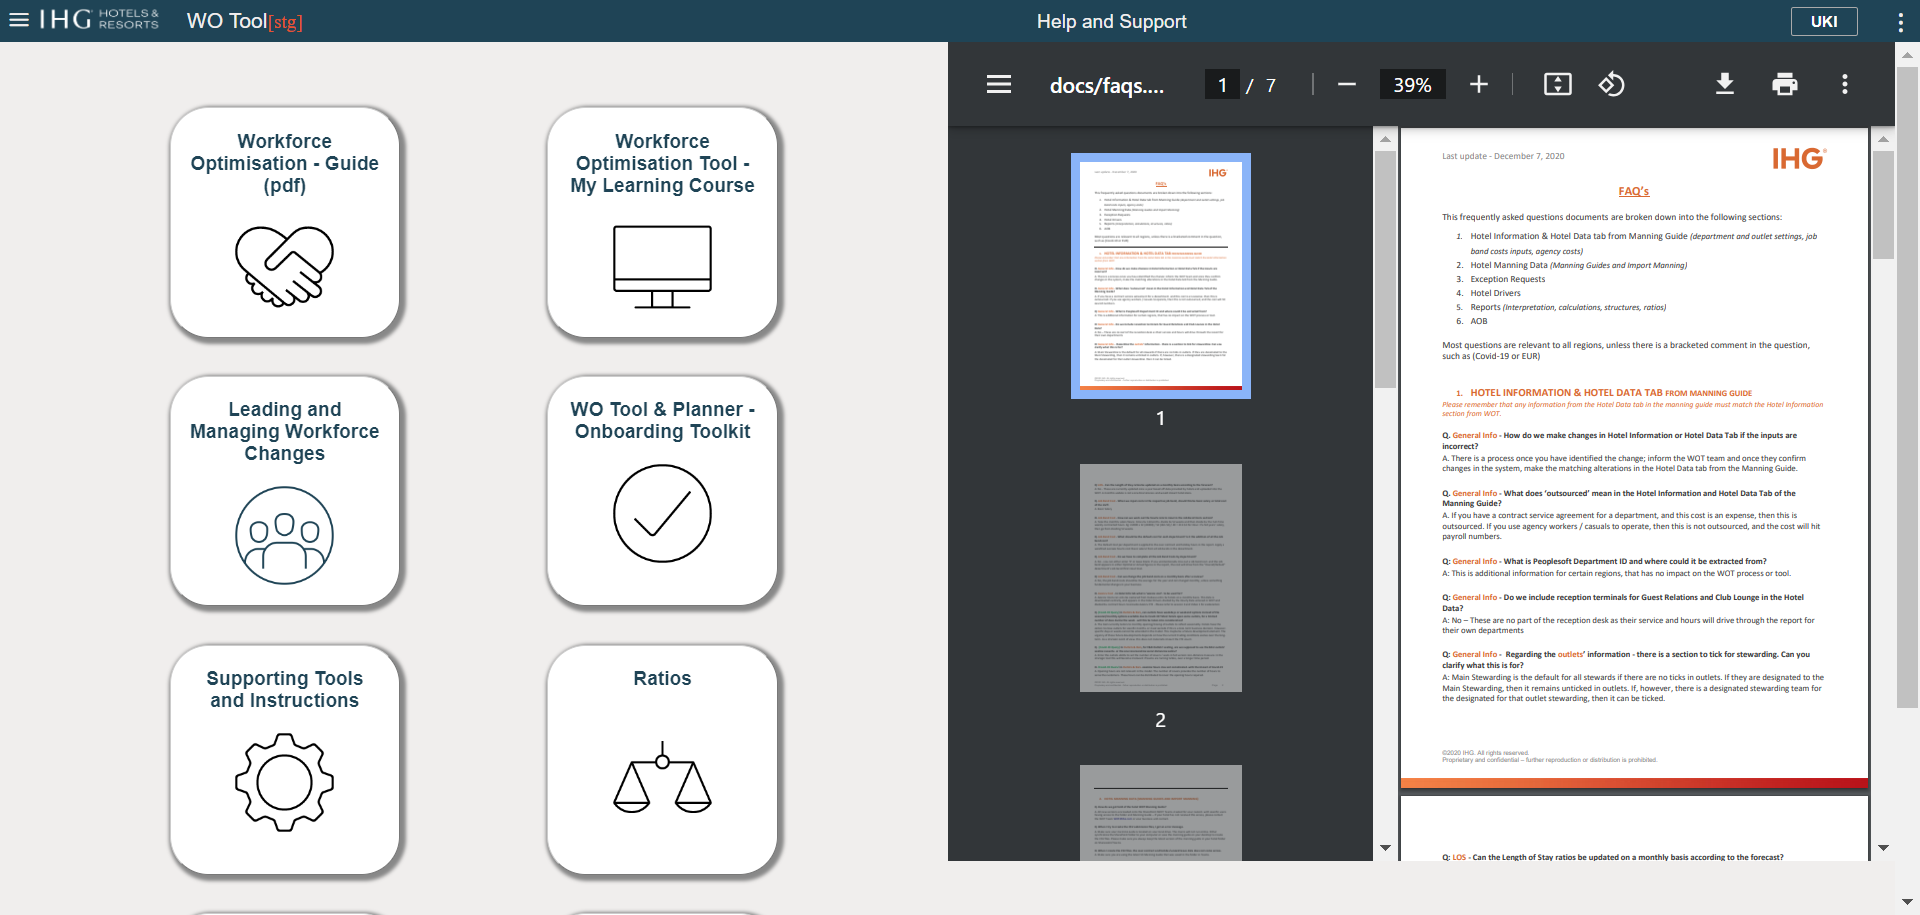 IHG HOTELS & RESORTS
WO Tool[stg]
Help and Support
UKI
Workforce
Optimisation - Guide
(pdf)
Workforce
Optimisation Tool -
My Learning Course
Leading and
Managing Workforce
Changes
WO Tool & Planner -
Onboarding Toolkit
Supporting Tools
and Instructions
Ratios
docs/faqs....
1 / 7
39%
1
2
Last update - December 7, 2020
IHG
FAQ's
This frequently asked questions documents are broken down into the following sections:
1. Hotel Information & Hotel Data tab from Manning Guide (department and outlet settings, job
band costs inputs, agency costs)
2. Hotel Manning Data (Manning Guides and Import Manning)
3. Exception Requests
4. Hotel Drivers
5. Reports (Interpretation, calculations, structures, ratios)
6. AOB
Most questions are relevant to all regions, unless there is a bracketed comment in the question,
such as (Covid-19 or EUR)
1. HOTEL INFORMATION & HOTEL DATA TAB FROM MANNING GUIDE
Please remember that any information from the Hotel Data tab in the manning guide must match the Hotel Information
section from WOT.
Q. General Info - How do we make changes in Hotel Information or Hotel Data Tab if the inputs are
incorrect?
A. There is a process once you have identified the change; inform the WOT team and once they confirm
changes in the system, make the matching alterations in the Hotel Data tab from the Manning Guide.
Q. General Info - What does ‘outsourced’ mean in the Hotel Information and Hotel Data Tab of the
Manning Guide?
A. If you have a contract service agreement for a department, and this cost is an expense, then this is
outsourced. If you use agency workers / casuals to operate, then this is not outsourced, and the cost will hit
payroll numbers.
Q: General Info - What is Peoplesoft Department ID and where could it be extracted from?
A: This is additional information for certain regions, that has no impact on the WOT process or tool.
Q: General Info - Do we include reception terminals for Guest Relations and Club Lounge in the Hotel
Data?
A: No – These are no part of the reception desk as their service and hours will drive through the report for
their own departments
Q: General Info - Regarding the outlets’ information - there is a section to tick for stewarding. Can you
clarify what this is for?
A: Main Stewarding is the default for all stewards if there are no ticks in outlets. If they are designated to the
Main Stewarding, then it remains unticked in outlets. If, however, there is a designated stewarding team for
the designated for that outlet stewarding, then it can be ticked.
©2020 IHG. All rights reserved.
Proprietary and confidential – further reproduction or distribution is prohibited.
Q: LOS - Can the Length of Stay ratios be updated on a monthly basis according to the forecast?